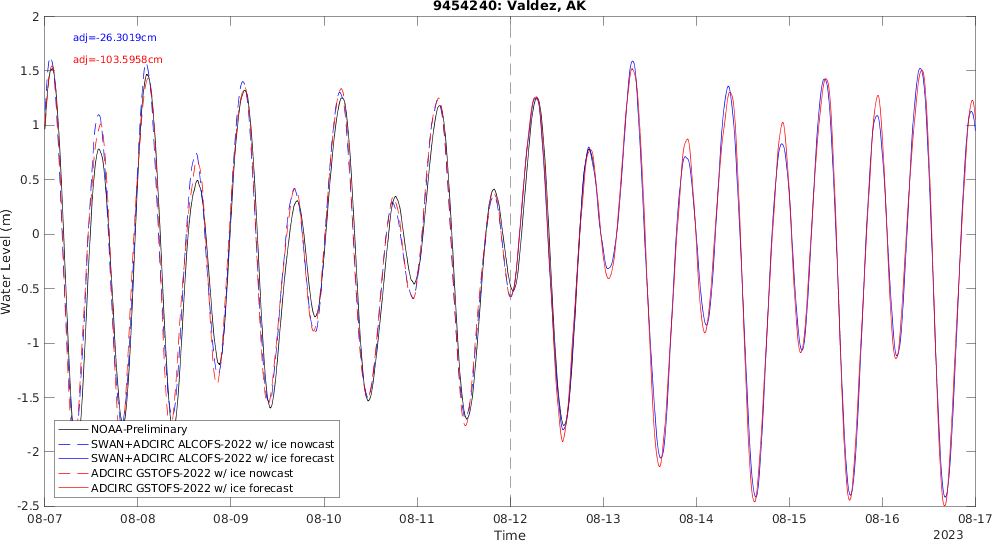 9454240: Valdez, AK
adj=-26.3019cm
adj=-103.5958cm
Water Level (m)
2
1.5
1
0.5
0
-0.5
-1
-1.5
-2
-2.5
NOAA-Preliminary
SWAN+ADCIRC ALCOFS-2022 w/ ice nowcast
SWAN+ADCIRC ALCOFS-2022 w/ ice forecast
ADCIRC GSTOFS-2022 w/ ice nowcast
ADCIRC GSTOFS-2022 w/ ice forecast
08-07 08-08 08-09 08-10 08-11 08-12 08-13 08-14 08-15 08-16 08-17
Time
2023